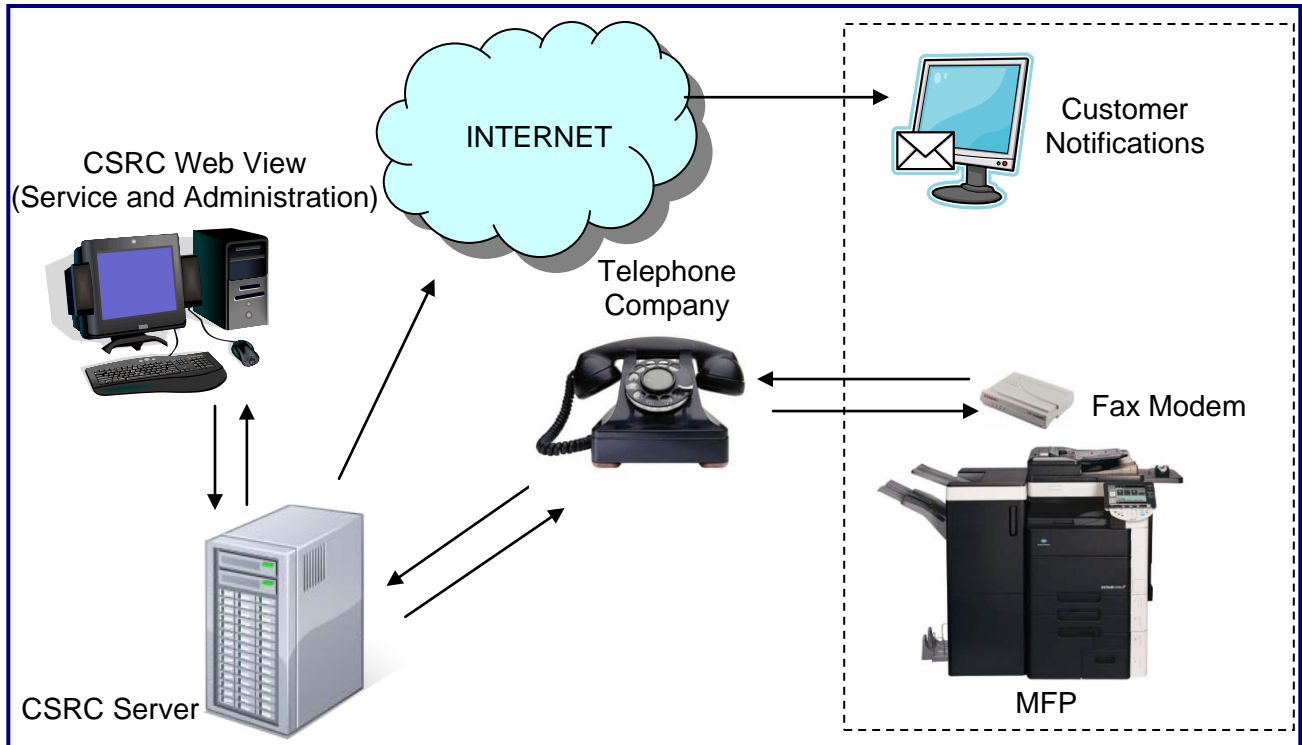 INTERNET
Customer
Notifications
CSRC Web View
(Service and Administration)
Telephone
Company
Fax Modem
CSRC Server
MFP